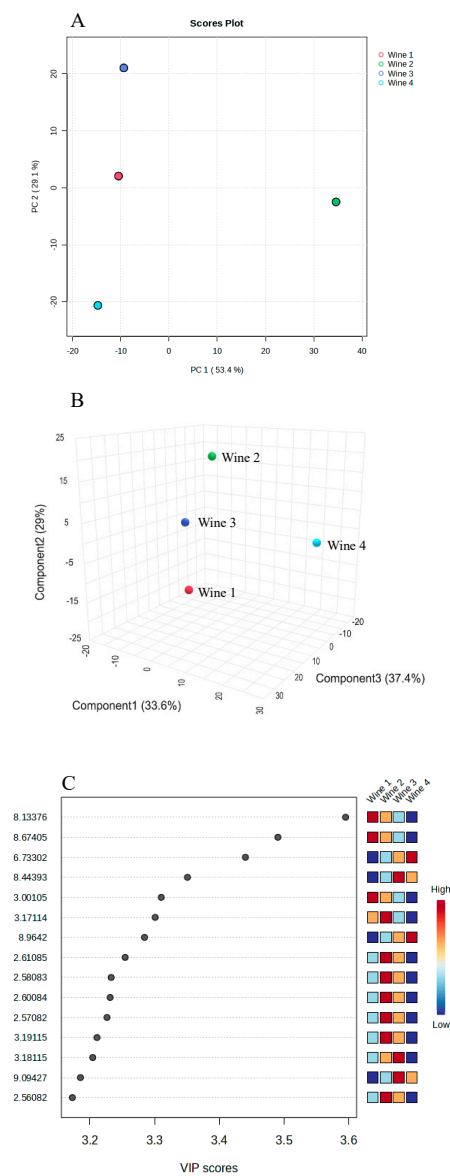 A
Scores Plot
Wine 1
Wine 2
Wine 3
Wine 4
PC 2 ( 29.1 %)
20
10
0
-10
-20
-20 -10 0 10 20 30 40
PC 1 ( 53.4 %)
B
25
15
5
-5
-15
-25
Component2 (29%)
Wine 2
Wine 3
Wine 4
Wine 1
-20 -10 0 10 20 30
Component1 (33.6%)
-20
-10
0
10
20
30
Component3 (37.4%)
C
Wine 1 Wine 2 Wine 3 Wine 4
8.13376
8.67405
6.73302
8.44393
3.00105
3.17114
8.9642
2.61085
2.58083
2.60084
2.57082
3.19115
3.18115
9.09427
2.56082
High
Low
3.2 3.3 3.4 3.5 3.6
VIP scores